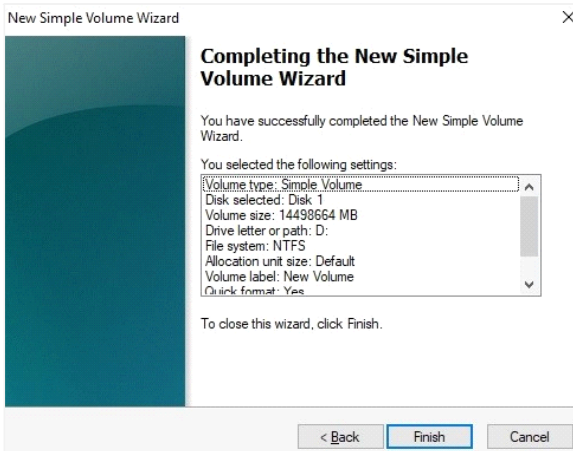 New Simple Volume Wizard
Completing the New Simple
Volume Wizard
You have successfully completed the New Simple Volume
Wizard.
You selected the following settings:
Volume type: Simple Volume
Disk selected: Disk 1
Volume size: 14498664 MB
Drive letter or path: D:
File system: NTFS
Allocation unit size: Default
Volume label: New Volume
Quick format: Yes
To close this wizard, click Finish.
< Back
Finish
Cancel